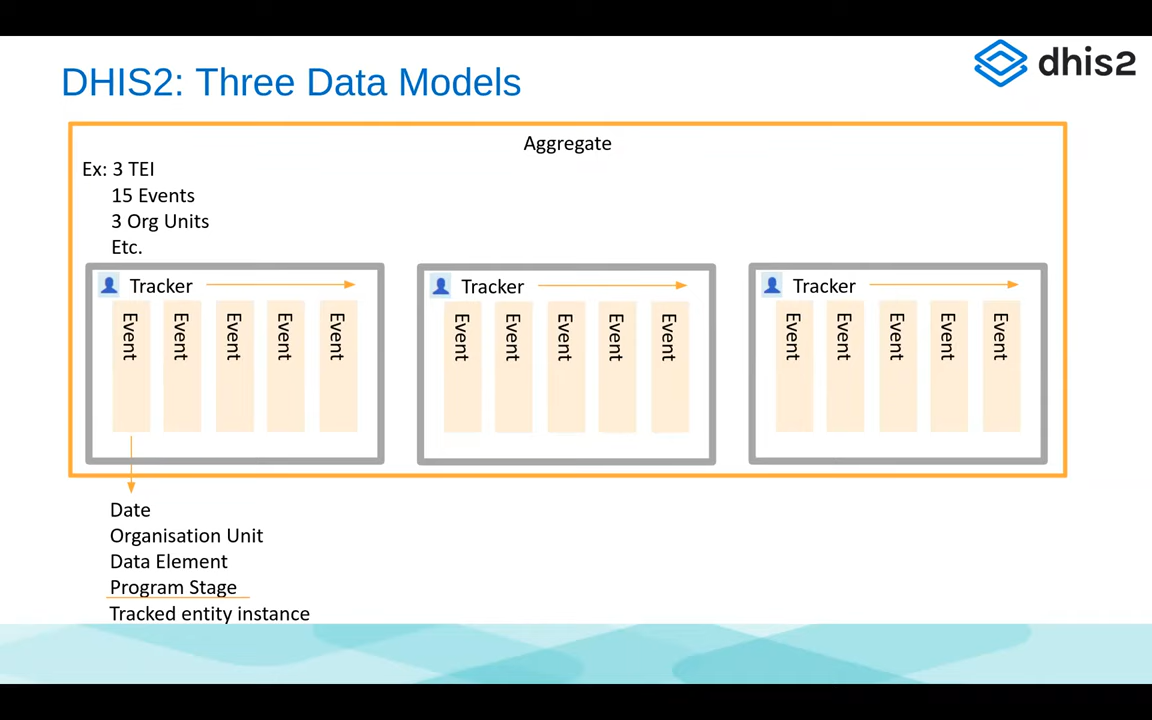 DHIS2: Three Data Models
dhis2
Aggregate
Ex: 3 TEI
15 Events
3 Org Units
Etc.
Tracker
Event
Event
Event
Event
Event
Tracker
Event
Event
Event
Event
Event
Tracker
Event
Event
Event
Event
Event
Date
Organisation Unit
Data Element
Program Stage
Tracked entity instance